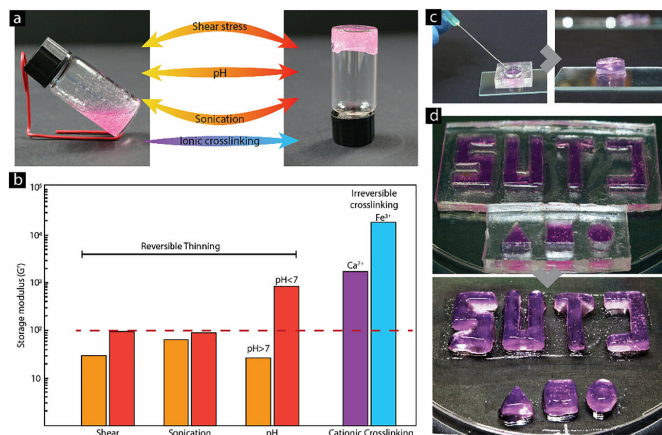 a
Shear stress
pH
Sonication
Ionic crosslinking
b
Storage modulus (G')
10⁵
10⁴
10³
10²
10
Reversible Thinning
Irreversible
crosslinking
Fe³⁺
Ca²⁺
pH<7
pH>7
Shear
Sonication
pH
Cationic Crosslinking
c
d
SUTD
SUTD